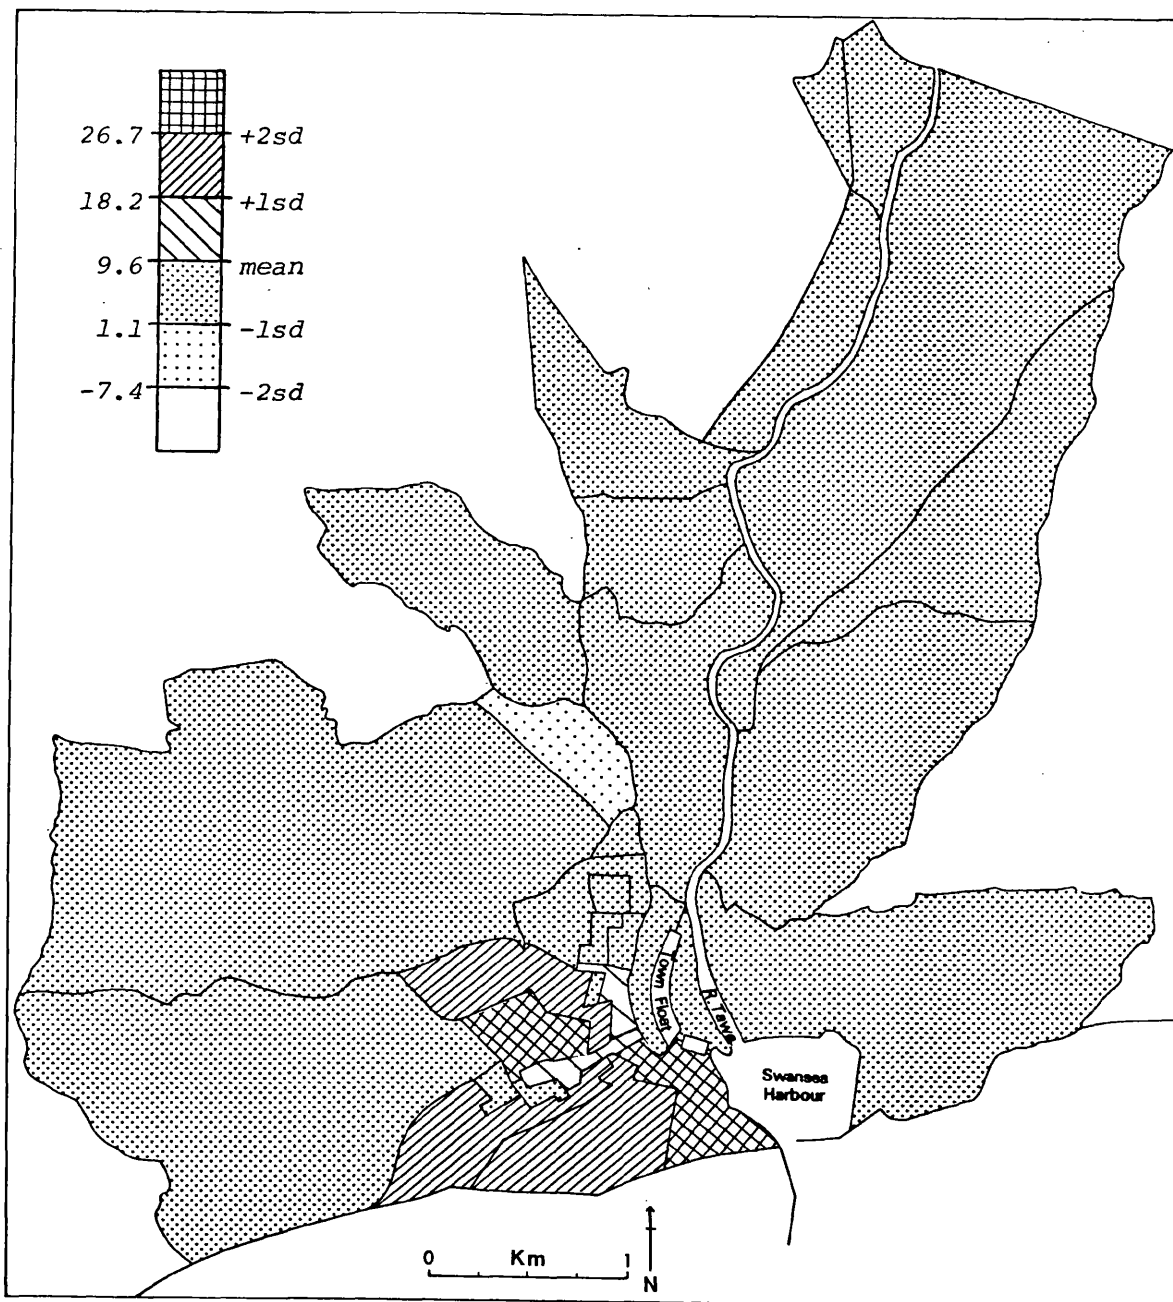 26.7 +2sd
18.2 +1sd
9.6 mean
1.1 -1sd
-7.4 -2sd
Town Float
R. Tawe
Swansea
Harbour
0 Km 1
N